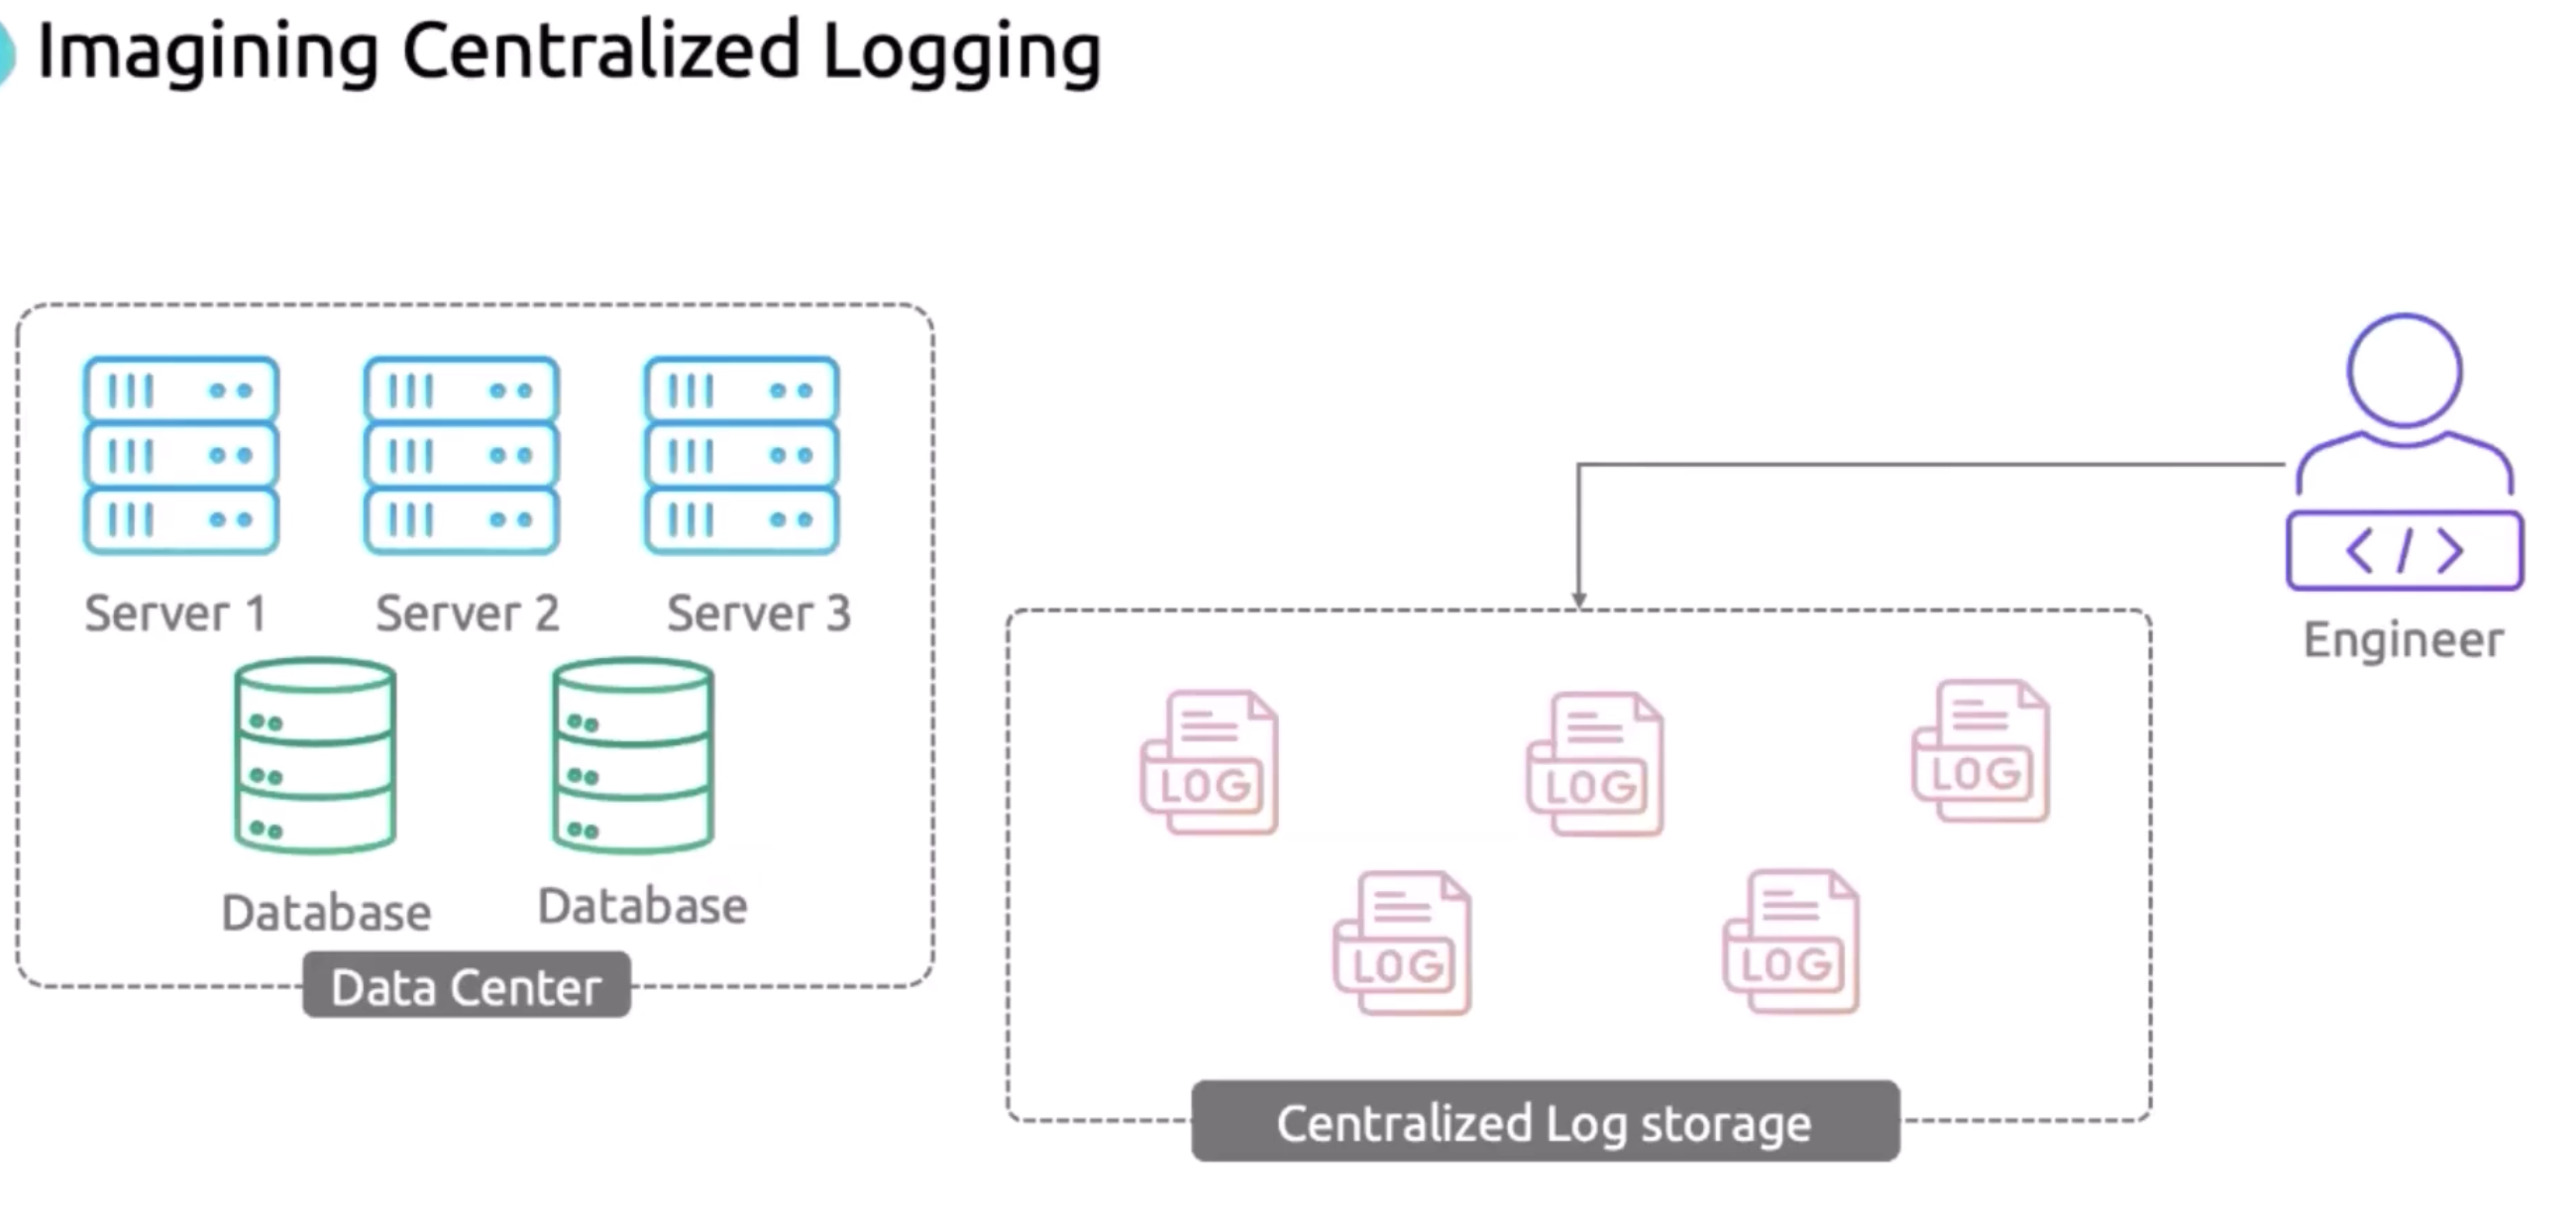 Imagining Centralized Logging
Server 1
Server 2
Server 3
Database
Database
Data Center
</>
Engineer
LOG
LOG
LOG
LOG
LOG
Centralized Log storage